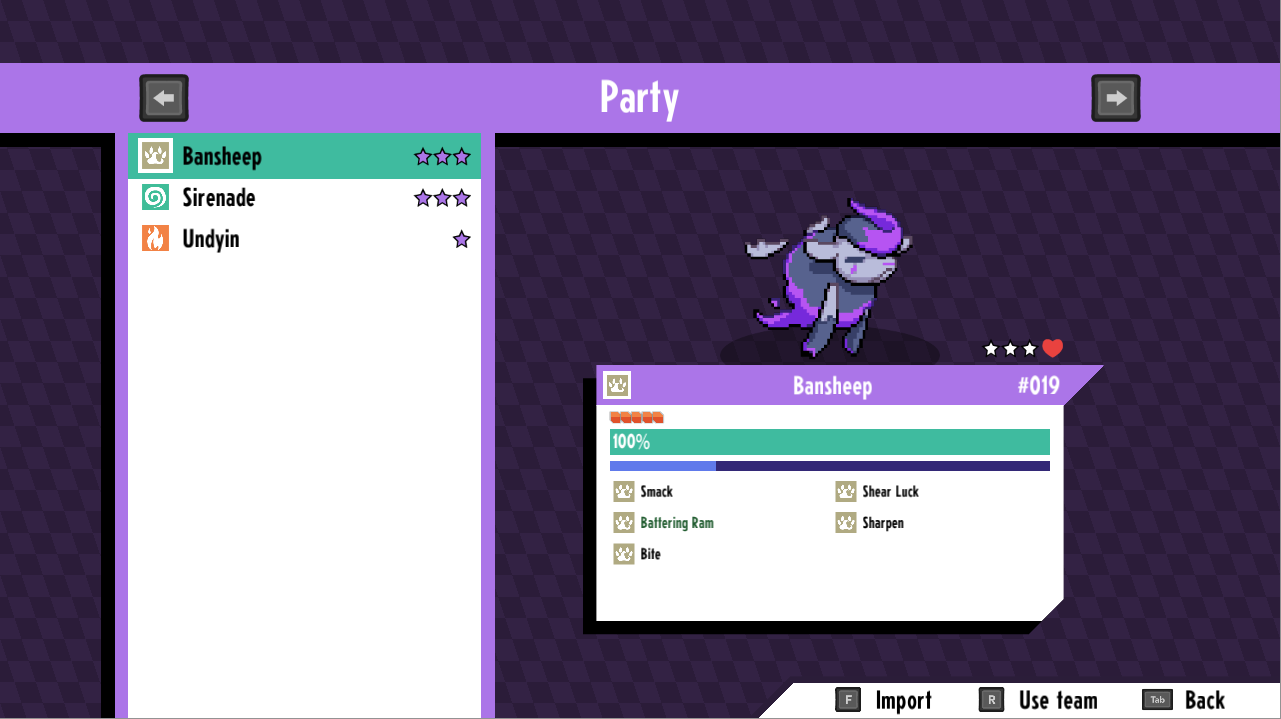 Party
Bansheep
Sirenade
Undyin
Bansheep #019
100%
Smack Shear Luck
Battering Ram Sharpen
Bite
F Import R Use team Tab Back